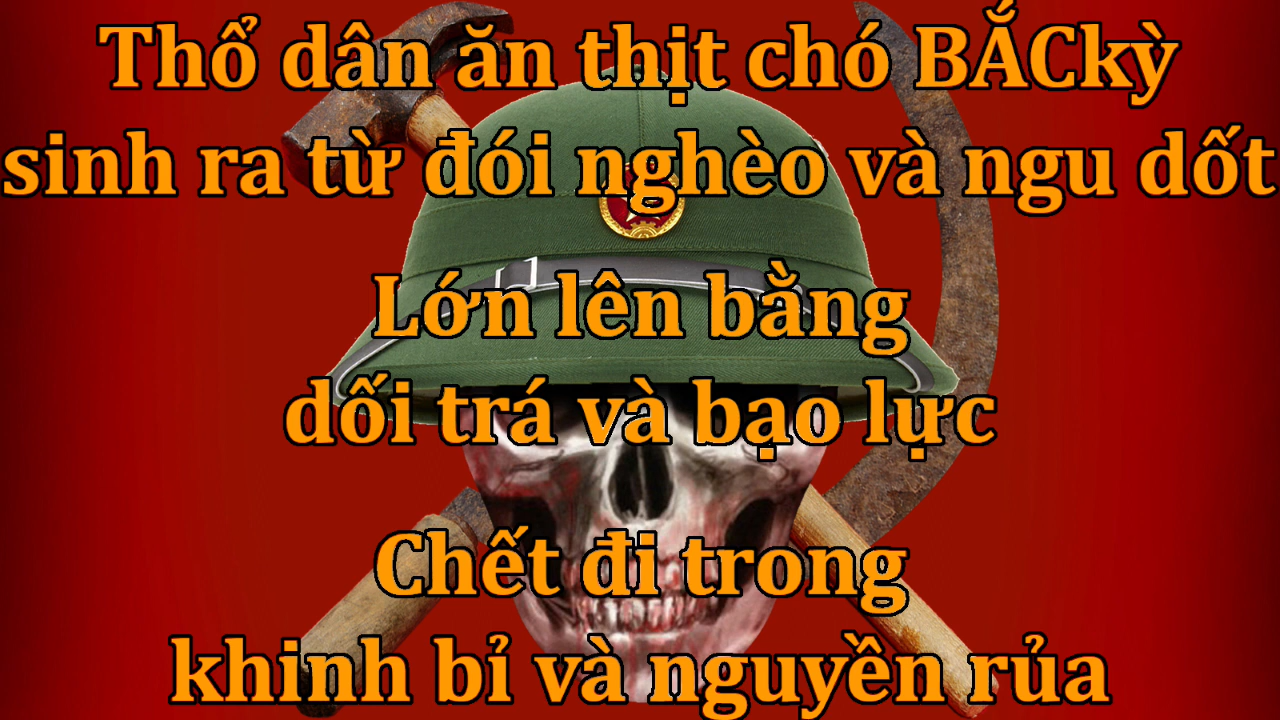 Thổ dân ăn thịt chó BẮCkỳ
sinh ra từ đói nghèo và ngu dốt
Lớn lên bằng
dối trá và bạo lực
Chết đi trong
khinh bỉ và nguyền rủa